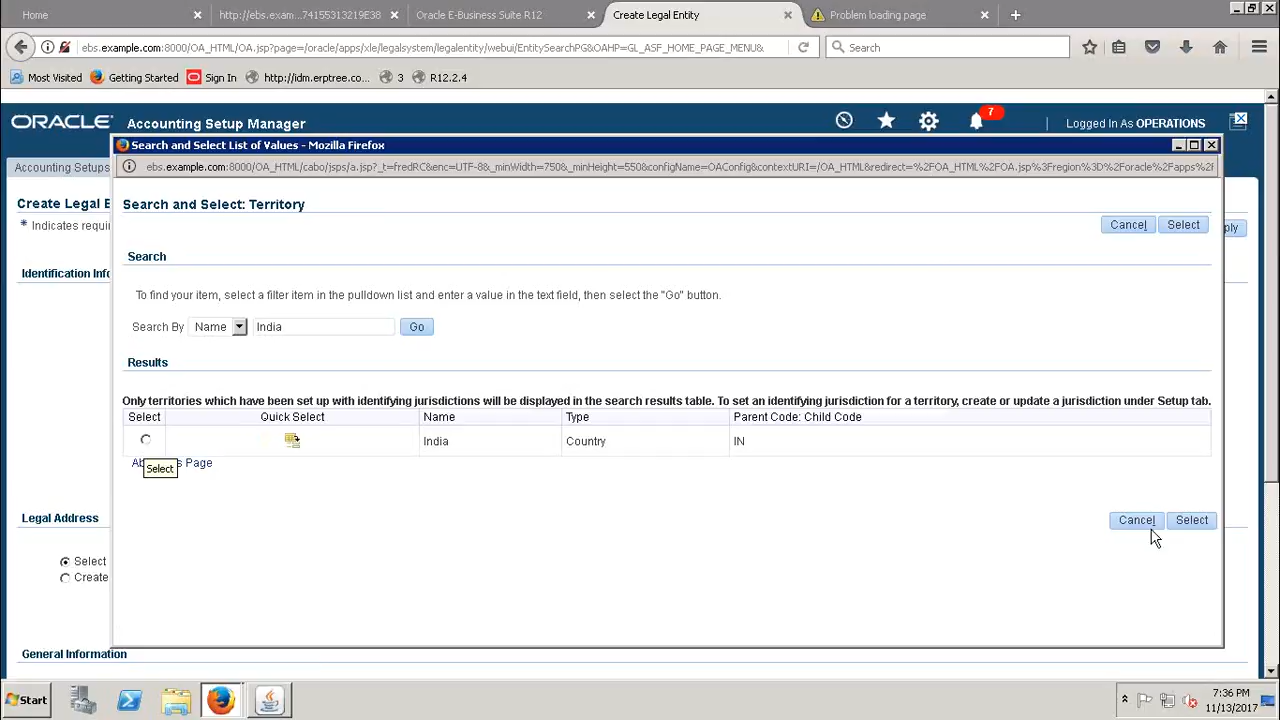 Home
http://ebs.exam...74155313219E38
Oracle E-Business Suite R12
Create Legal Entity
Problem loading page
ebs.example.com:8000/OA_HTML/OA.jsp?page=/oracle/apps/xle/legalsystem/legalentity/webui/EntitySearchPG&OAHP=GL_ASF_HOME_PAGE_MENU&
Search
Most Visited
Getting Started
Sign In
http://idm.erptree.co...
3
R12.2.4
ORACLE
Accounting Setup Manager
7
Logged In As OPERATIONS
Search and Select List of Values - Mozilla Firefox
Accounting Setups
ebs.example.com:8000/OA_HTML/cabo/jsps/a.jsp?_t=fredRC&enc=UTF-8&_minWidth=750&_minHeight=550&configName=OAConfig&contextURI=/OA_HTML&redirect=%2FOA_HTML%2FOA.jsp%3Fregion%3D%2Foracle%2Fapps%2F
Create Legal E
Search and Select: Territory
* Indicates requi
Cancel
Select
ply
Search
Identification Info
To find your item, select a filter item in the pulldown list and enter a value in the text field, then select the "Go" button.
Search By
Name
India
Go
Results
Only territories which have been set up with identifying jurisdictions will be displayed in the search results table. To set an identifying jurisdiction for a territory, create or update a jurisdiction under Setup tab.
Select
Quick Select
Name
Type
Parent Code: Child Code
India
Country
IN
Ab
s Page
Select
Legal Address
Cancel
Select
Select
Create
General Information
Start
7:36 PM
11/13/2017